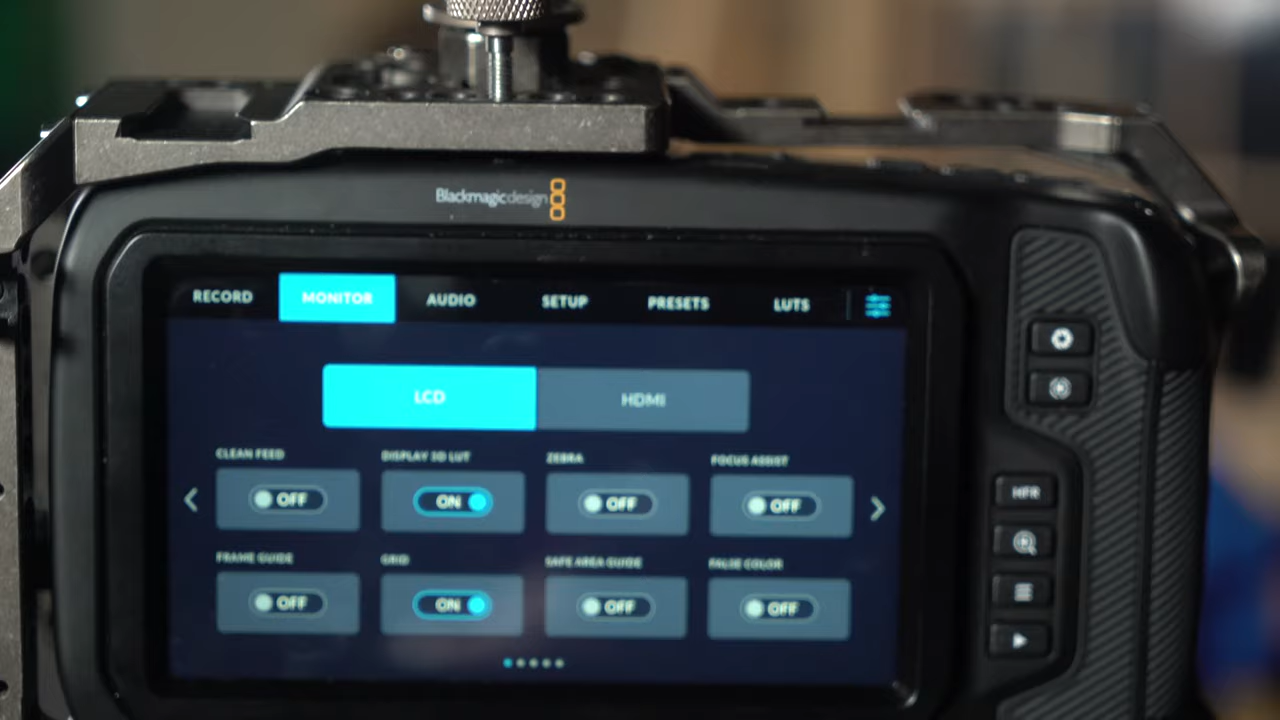 Blackmagicdesign
RECORD MONITOR AUDIO SETUP PRESETS LUTS
LCD HDMI
CLEAN FEED DISPLAY 3D LUT ZEBRA FOCUS ASSIST
OFF ON OFF OFF
FRAME GUIDE GRID SAFE AREA GUIDE FALSE COLOR
OFF ON OFF OFF
HFR